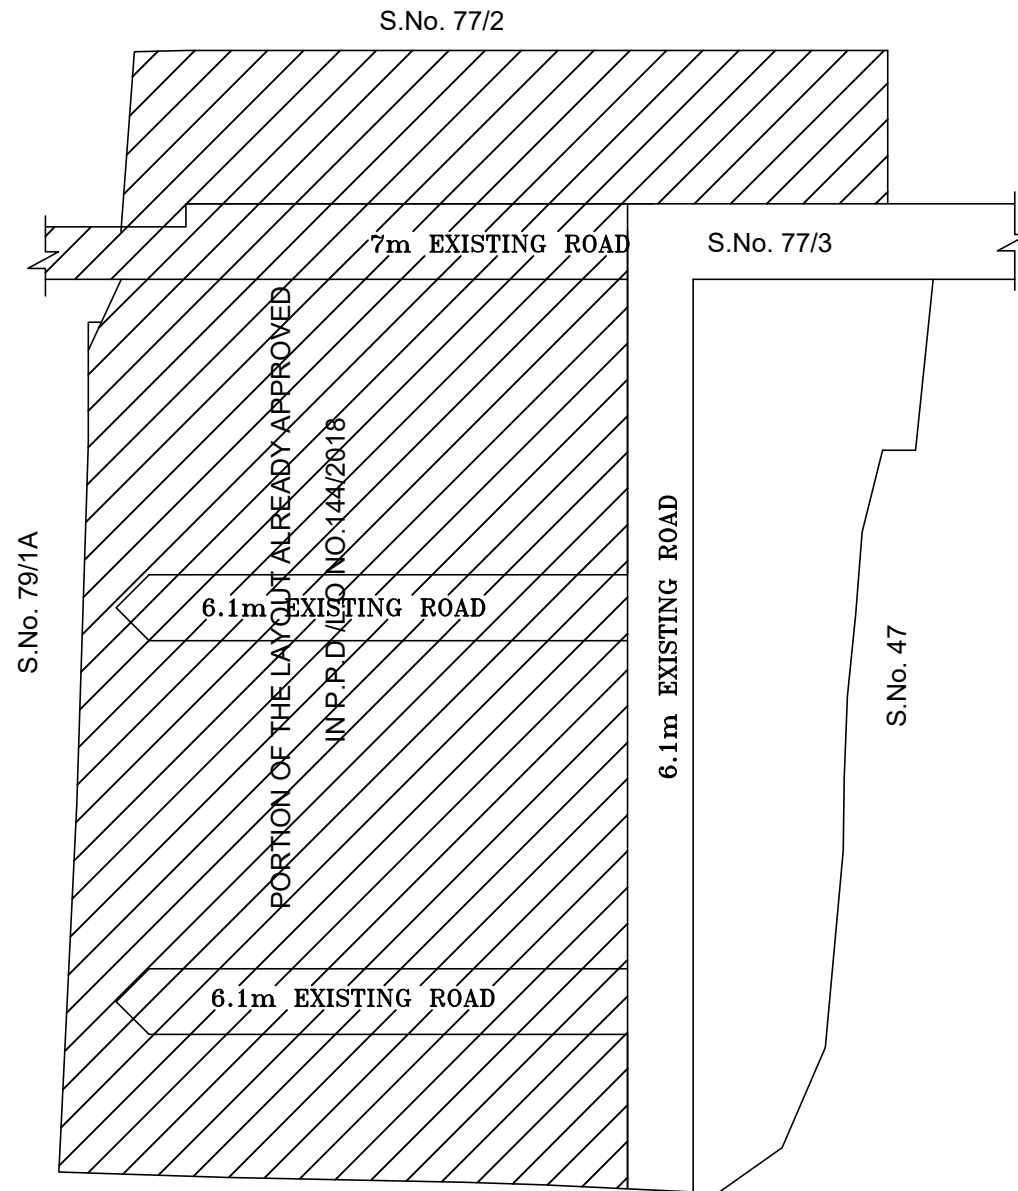 S.No. 77/2
7m EXISTING ROAD
S.No. 77/3
PORTION OF THE LAYOUT ALREADY APPROVED
IN P.P.D /L.O NO.144/2018
S.No. 79/1A
6.1m EXISTING ROAD
6.1m EXISTING ROAD
S.No. 47
6.1m EXISTING ROAD